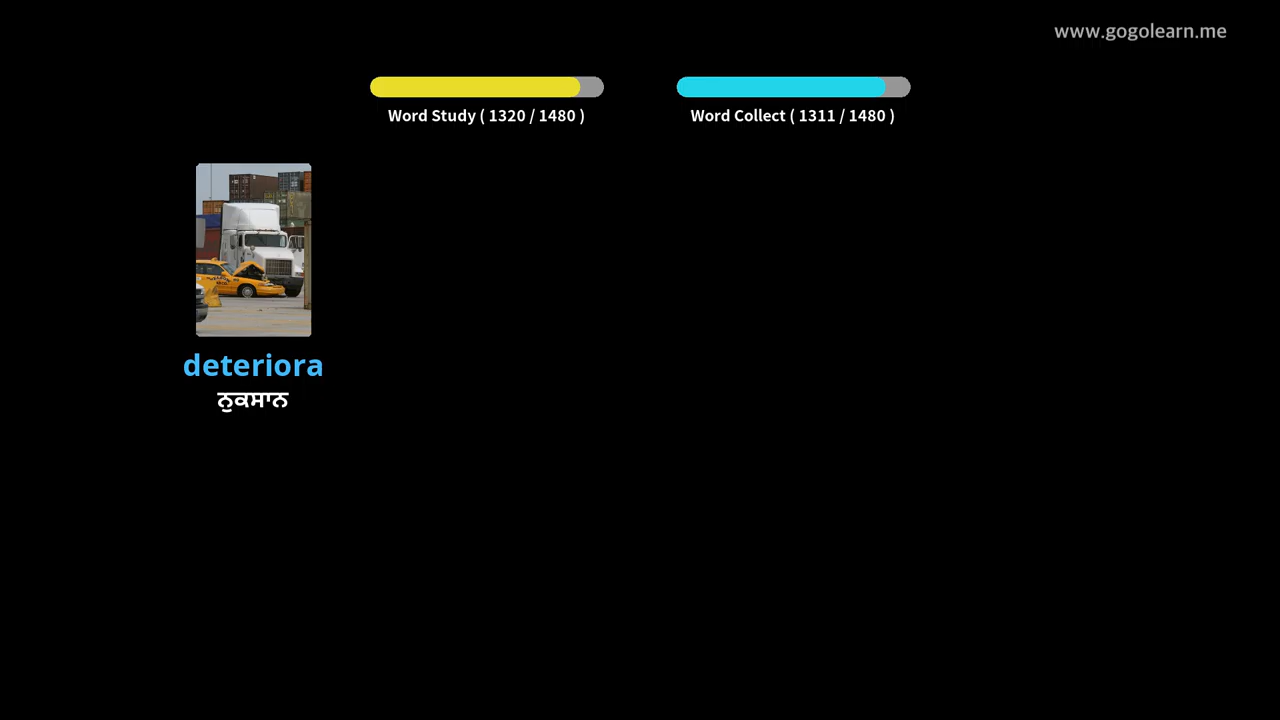 www.gogolearn.me
Word Study ( 1320 / 1480 )
Word Collect ( 1311 / 1480 )
deteriora
ਨੁਕਸਾਨ